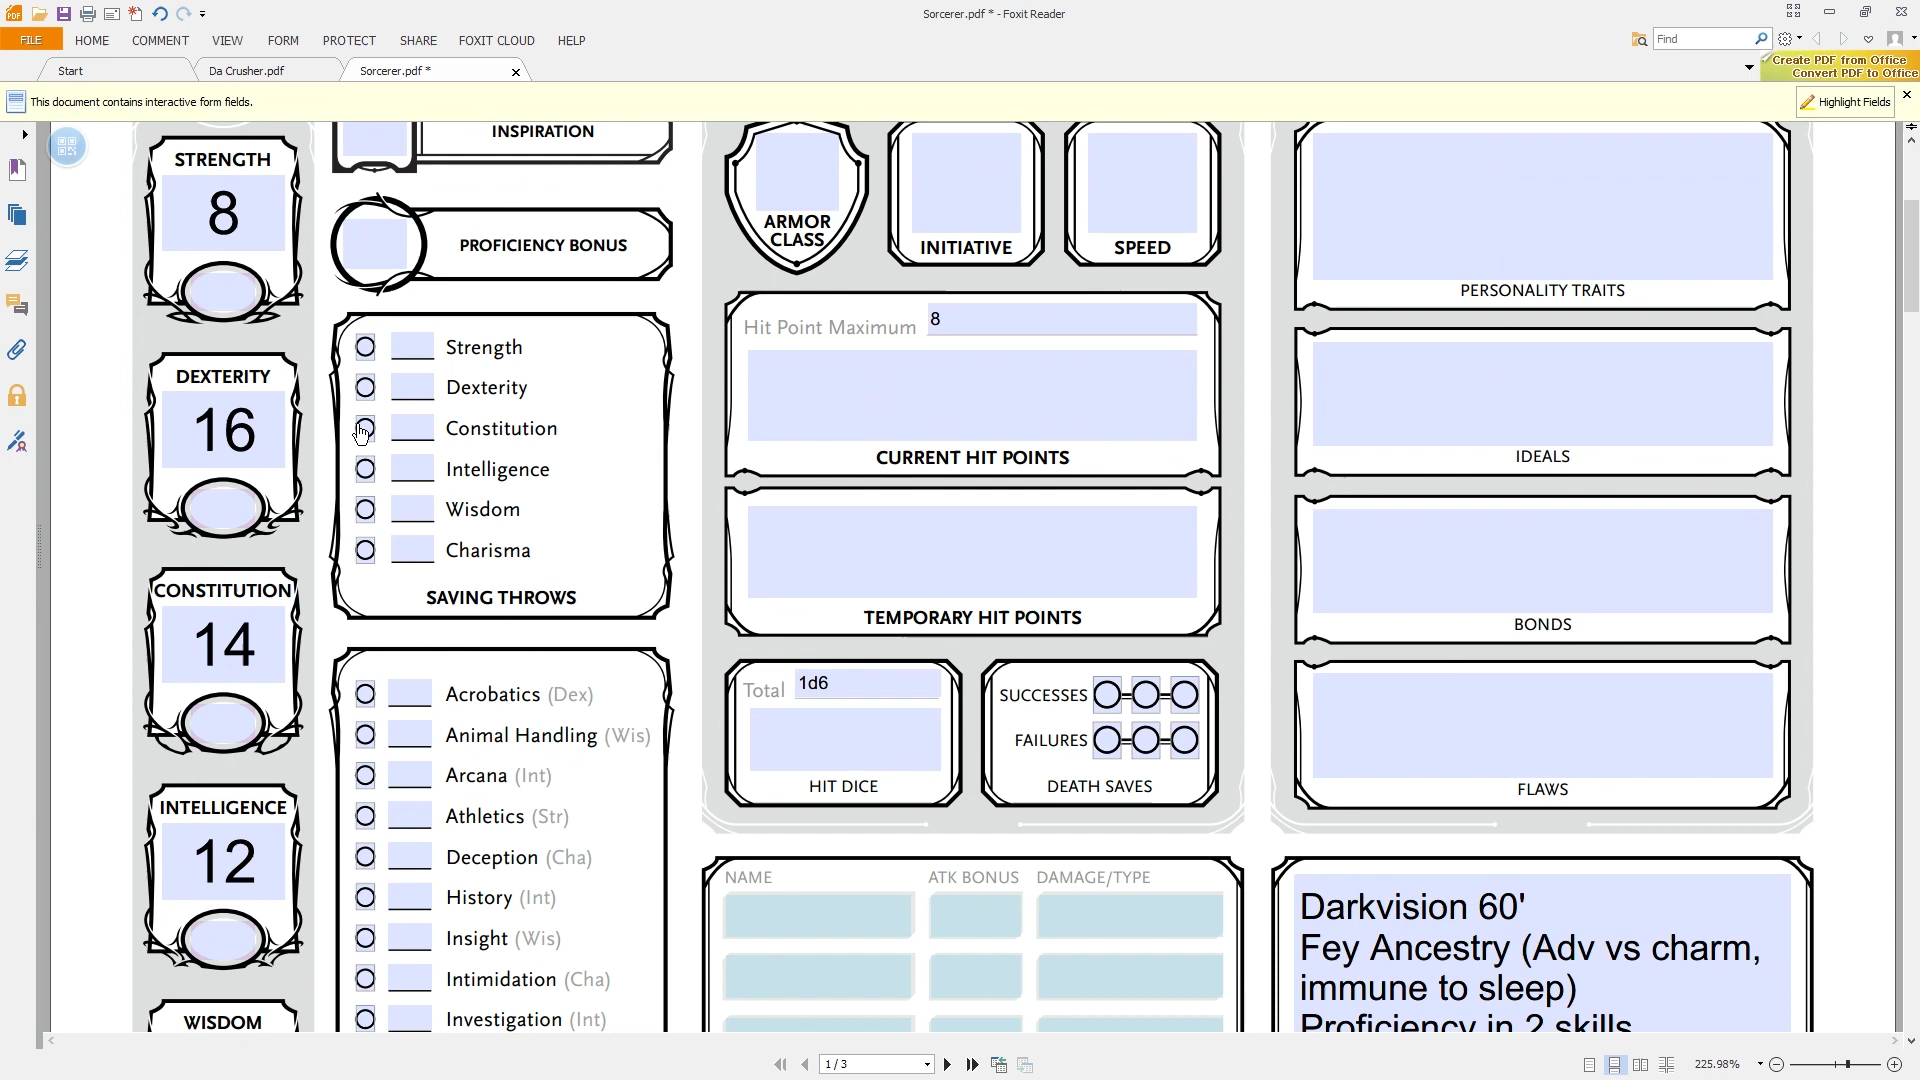 Sorcerer.pdf * - Foxit Reader
FILE HOME COMMENT VIEW FORM PROTECT SHARE FOXIT CLOUD HELP
Find
Start Da Crusher.pdf Sorcerer.pdf *
Create PDF from Office
Convert PDF to Office
This document contains interactive form fields.
Highlight Fields
STRENGTH
8
DEXTERITY
16
CONSTITUTION
14
INTELLIGENCE
12
WISDOM
INSPIRATION
PROFICIENCY BONUS
Strength
Dexterity
Constitution
Intelligence
Wisdom
Charisma
SAVING THROWS
Acrobatics (Dex)
Animal Handling (Wis)
Arcana (Int)
Athletics (Str)
Deception (Cha)
History (Int)
Insight (Wis)
Intimidation (Cha)
Investigation (Int)
ARMOR
CLASS
INITIATIVE
SPEED
Hit Point Maximum 8
CURRENT HIT POINTS
TEMPORARY HIT POINTS
Total 1d6
HIT DICE
SUCCESSES
FAILURES
DEATH SAVES
NAME ATK BONUS DAMAGE/TYPE
PERSONALITY TRAITS
IDEALS
BONDS
FLAWS
Darkvision 60'
Fey Ancestry (Adv vs charm,
immune to sleep)
Proficiency in 2 skills
1 / 3
225.98%